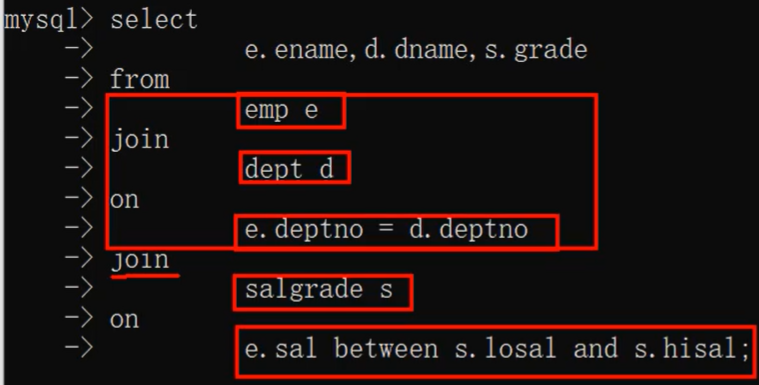 mysql> select
    -> e.ename,d.dname,s.grade
    -> from
    -> emp e
    -> join
    -> dept d
    -> on
    -> e.deptno = d.deptno
    -> join
    -> salgrade s
    -> on
    -> e.sal between s.losal and s.hisal;